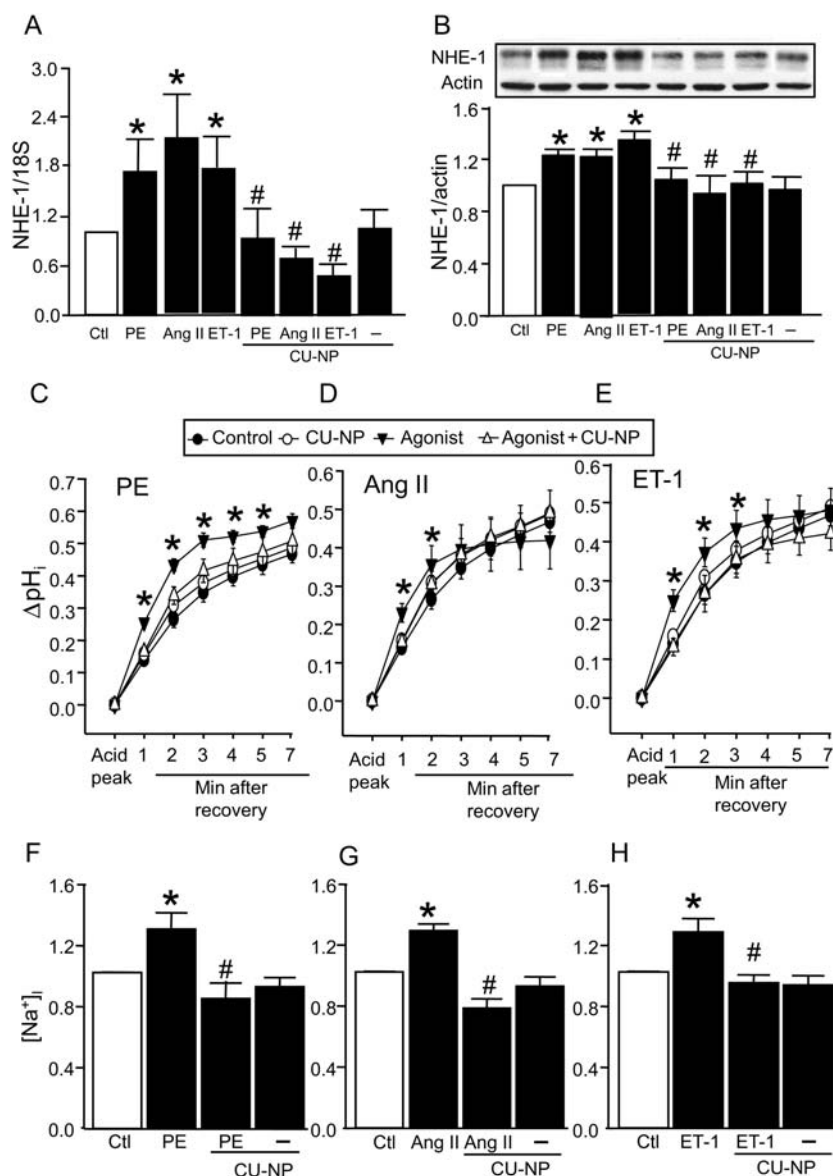 A
NHE-1/18S
3.0
2.4
1.8
1.2
0.6
0.0
* * *
# # #
Ctl PE Ang II ET-1 PE Ang II ET-1 –
CU-NP
B
NHE-1
Actin
NHE-1/actin
1.6
1.2
0.8
0.4
0.0
* * *
# # #
Ctl PE Ang II ET-1 PE Ang II ET-1 –
CU-NP
C D E
Control CU-NP Agonist Agonist + CU-NP
PE
ΔpHi
0.7
0.6
0.5
0.4
0.3
0.2
0.1
0.0
* * * * *
Acid peak 1 2 3 4 5 7
Min after
recovery
Ang II
0.6
0.5
0.4
0.3
0.2
0.1
0.0
* *
Acid peak 1 2 3 4 5 7
Min after
recovery
ET-1
0.6
0.5
0.4
0.3
0.2
0.1
0.0
* * *
Acid peak 1 2 3 4 5 7
Min after
recovery
F
[Na+]i
1.6
1.2
0.8
0.4
0.0
*
#
Ctl PE PE –
CU-NP
G
1.6
1.2
0.8
0.4
0.0
*
#
Ctl Ang II Ang II –
CU-NP
H
1.6
1.2
0.8
0.4
0.0
*
#
Ctl ET-1 ET-1 –
CU-NP